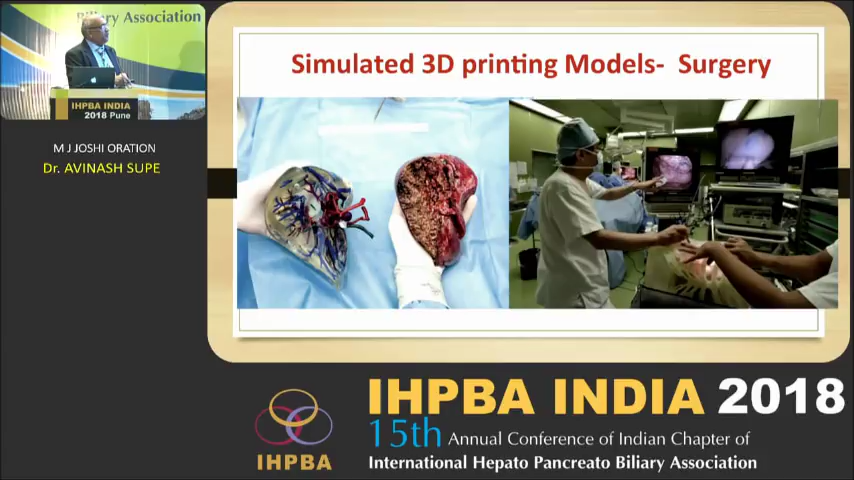 Biliary Association
IHPBA INDIA
2018 Pune
M J JOSHI ORATION
Dr. AVINASH SUPE
Simulated 3D printing Models- Surgery
IHPBA
IHPBA INDIA 2018
15th Annual Conference of Indian Chapter of
International Hepato Pancreato Biliary Association